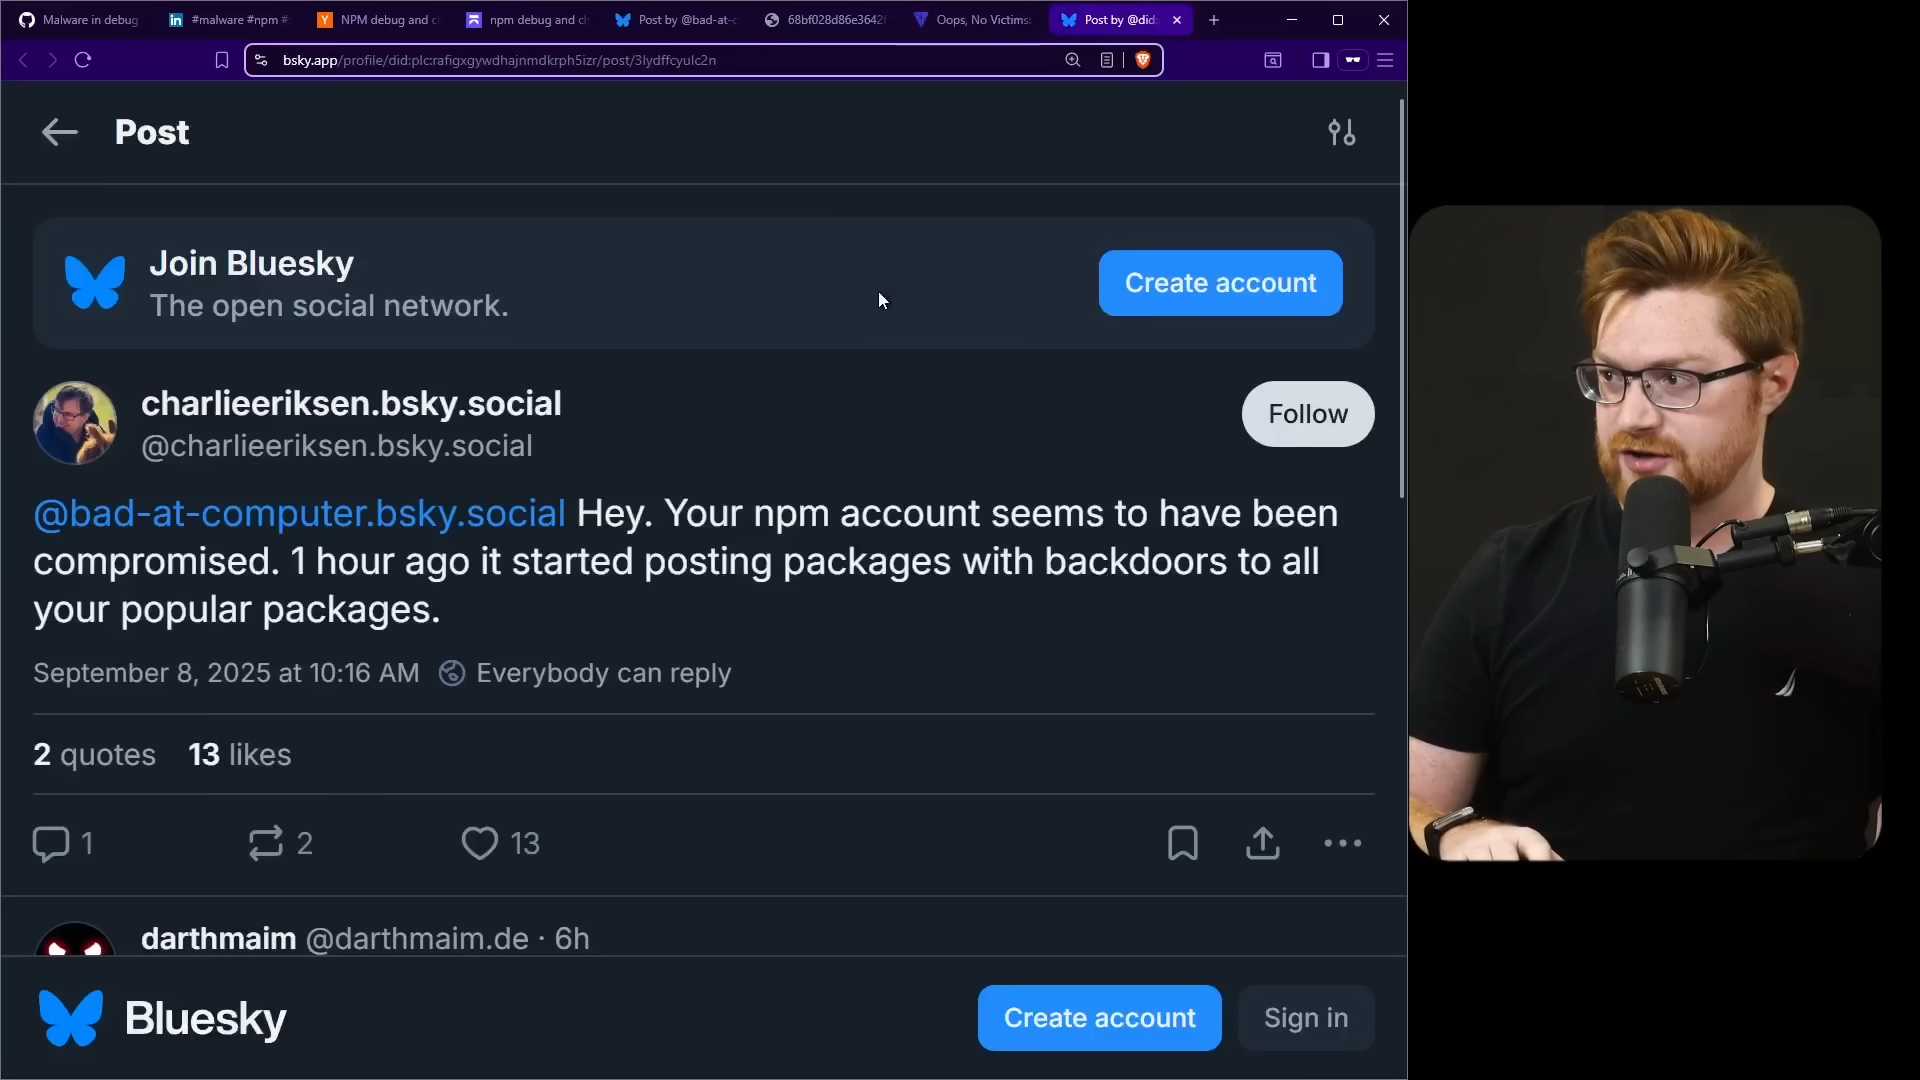 Malware in debug
#malware #npm #
NPM debug and c
npm debug and ch
Post by @bad-at-c
68bf028d86e3642f
Oops, No Victims:
Post by @did:
bsky.app/profile/did:plc:rafigxgywdhajnmdkrph5izr/post/3lydffcyulc2n
Post
Join Bluesky
The open social network.
Create account
charlieeriksen.bsky.social
@charlieeriksen.bsky.social
Follow
@bad-at-computer.bsky.social Hey. Your npm account seems to have been
compromised. 1 hour ago it started posting packages with backdoors to all
your popular packages.
September 8, 2025 at 10:16 AM Everybody can reply
2 quotes 13 likes
1 2 13
darthmaim @darthmaim.de · 6h
Bluesky
Create account
Sign in